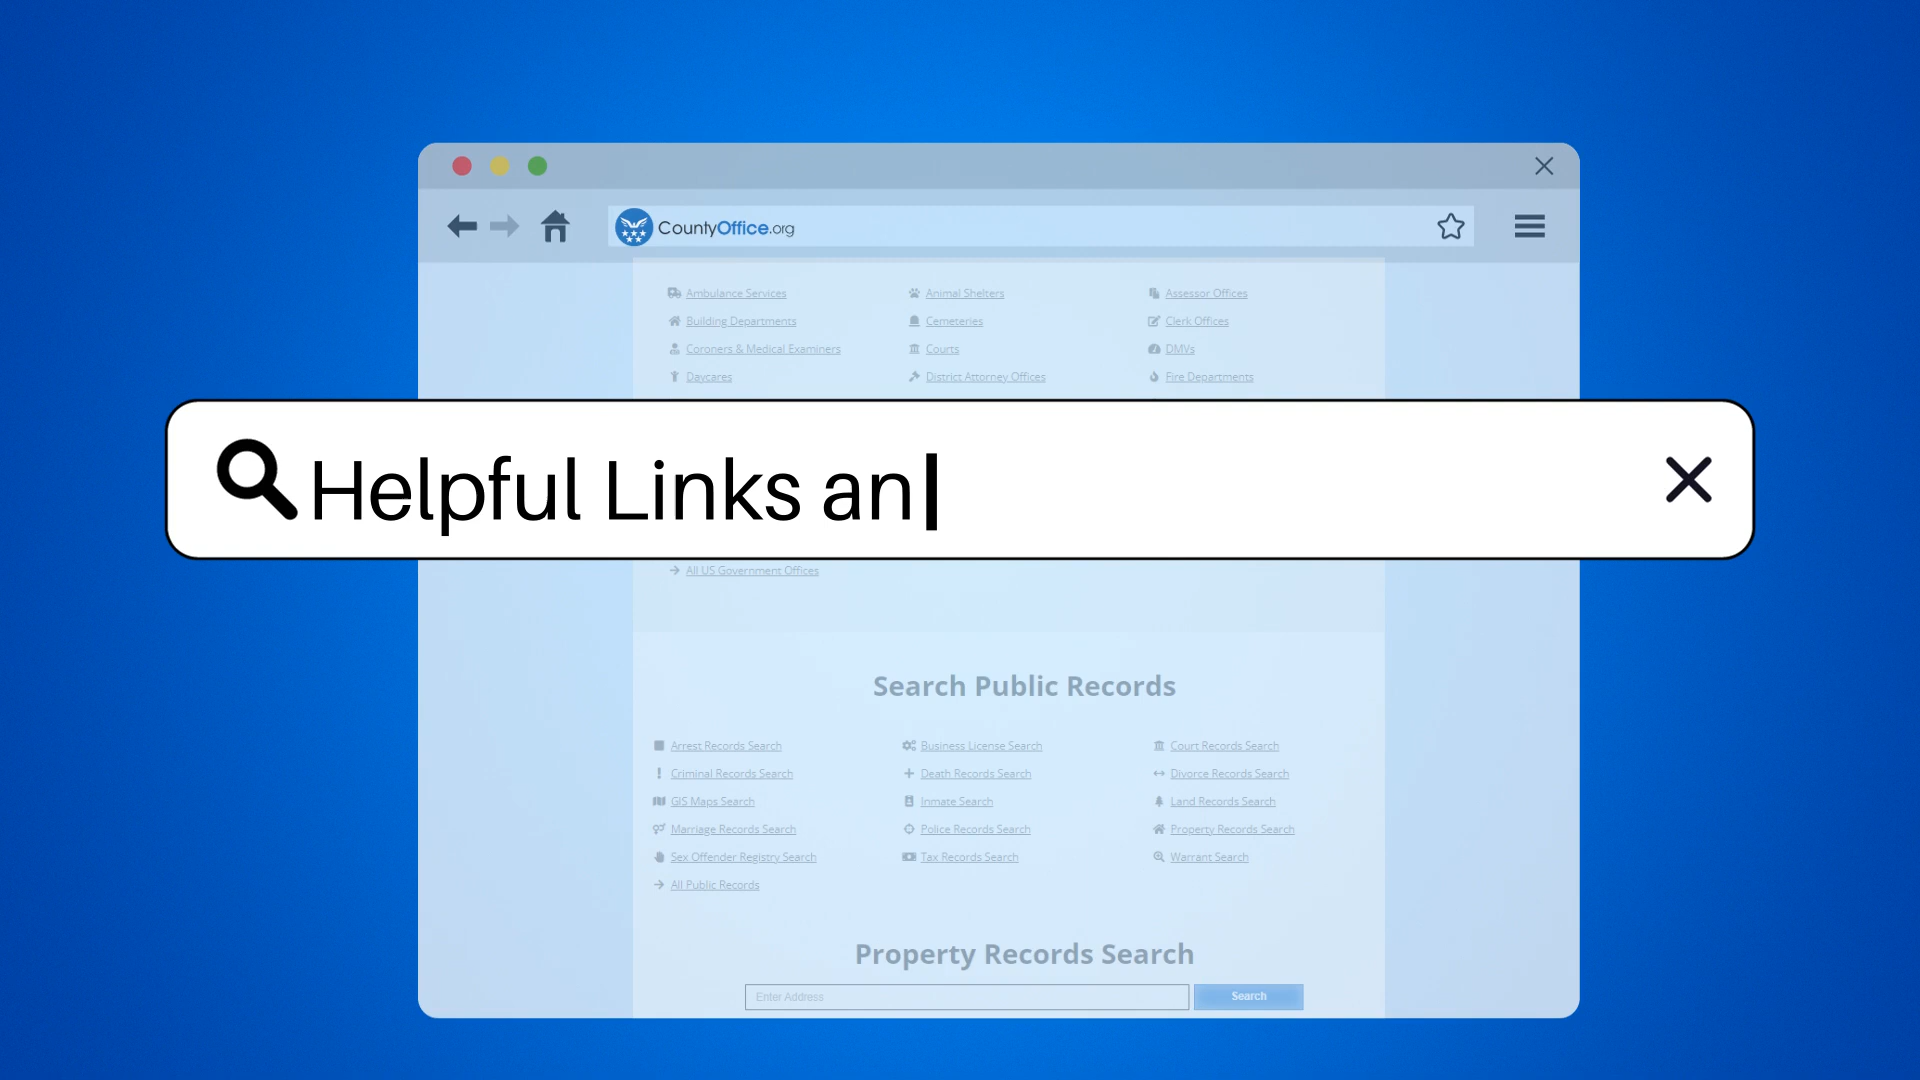 CountyOffice.org
Ambulance Services Animal Shelters Assessor Offices
Building Departments Cemeteries Clerk Offices
Coroners & Medical Examiners Courts DMVs
Daycares District Attorney Offices Fire Departments
Helpful Links an
All US Government Offices
Search Public Records
Arrest Records Search Business License Search Court Records Search
Criminal Records Search Death Records Search Divorce Records Search
GIS Maps Search Inmate Search Land Records Search
Marriage Records Search Police Records Search Property Records Search
Sex Offender Registry Search Tax Records Search Warrant Search
All Public Records
Property Records Search
Enter Address Search